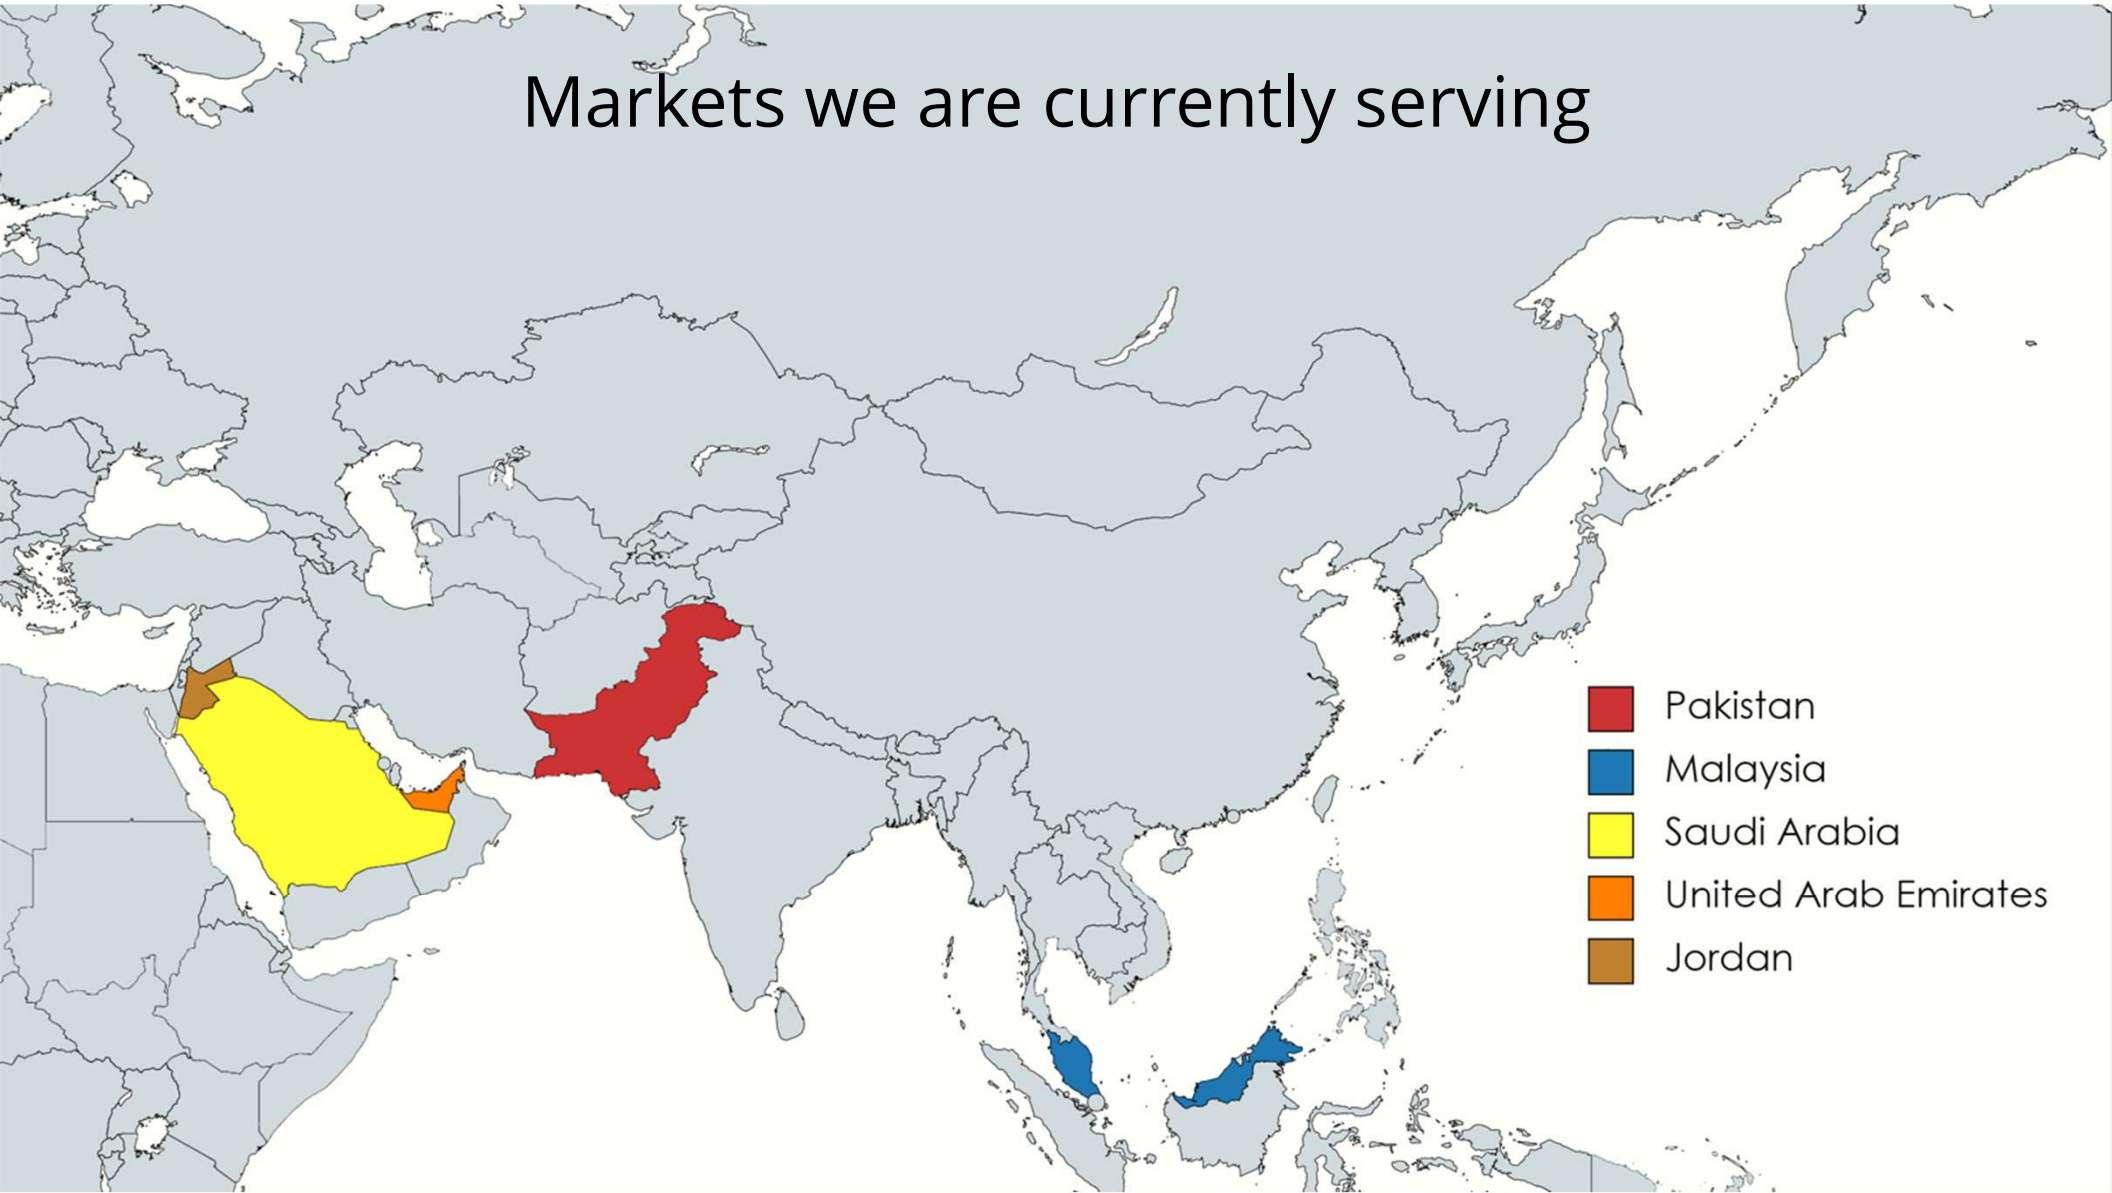 Markets we are currently serving
Pakistan
Malaysia
Saudi Arabia
United Arab Emirates
Jordan